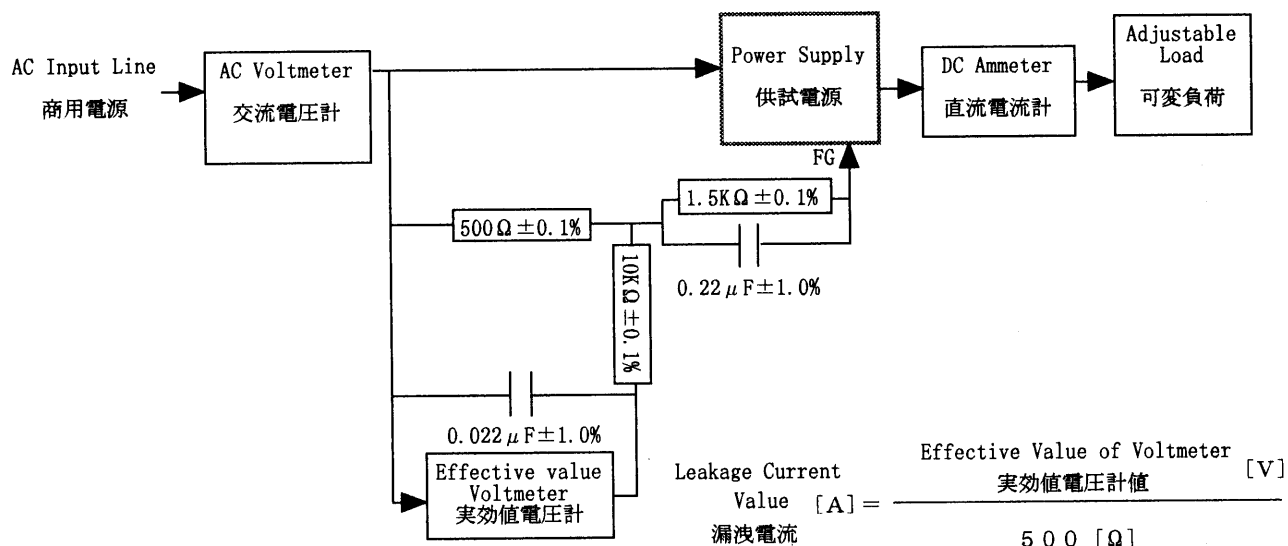 AC Input Line
商用電源
AC Voltmeter
交流電圧計
Power Supply
供試電源
DC Ammeter
直流電流計
Adjustable
Load
可変負荷
FG
1.5KΩ±0.1%
500Ω±0.1%
0.22μF±1.0%
10KΩ±0.1%
0.022μF±1.0%
Effective value
Voltmeter
実効値電圧計
Leakage Current
Value [A]=
漏洩電流
Effective Value of Voltmeter
実効値電圧計値 [V]
500 [Ω]